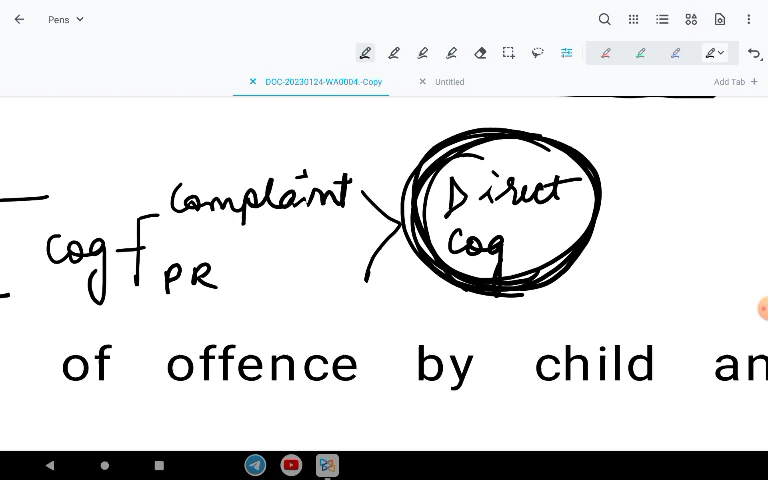 Pens
DOC-20230124-WA0004.-Copy
Untitled
Add Tab
complaint
Direct
cog
cog
PR
of offence by child an